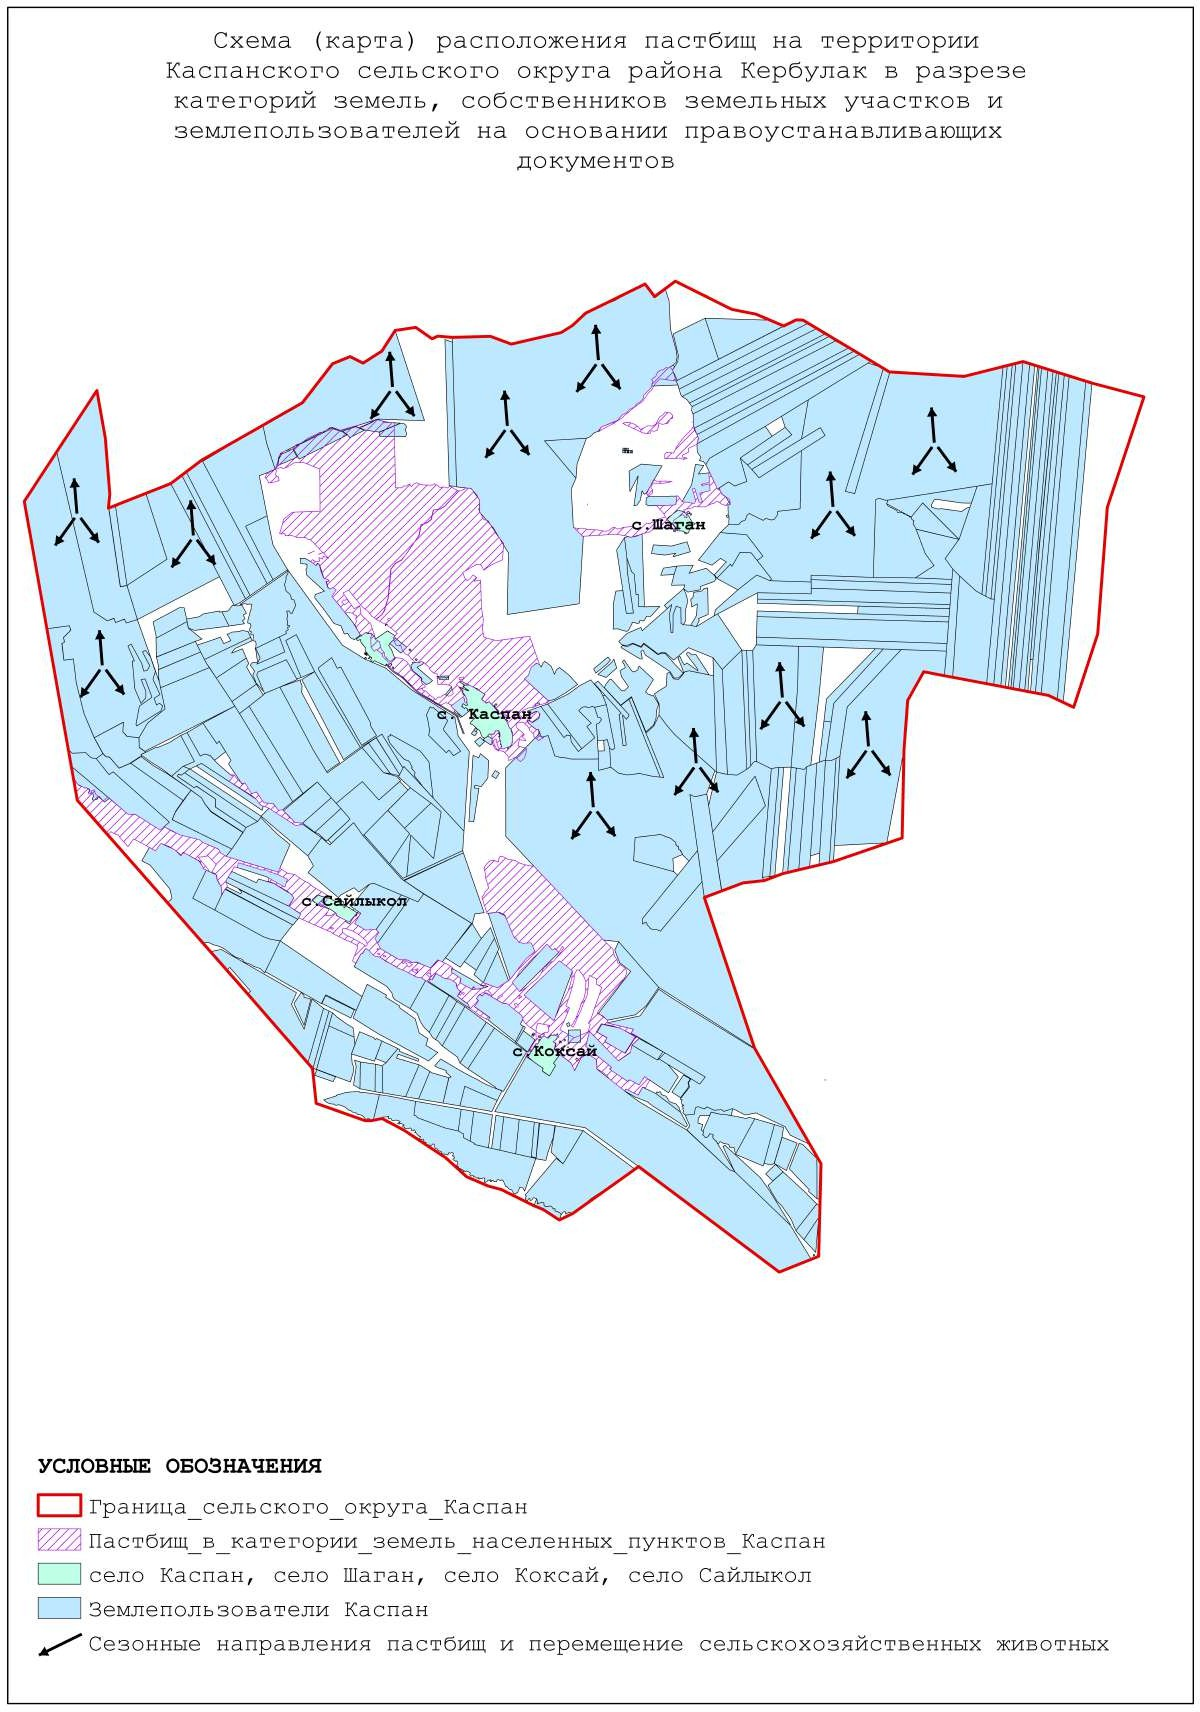 Схема (карта) расположения пастбищ на территории
Каспанского сельского округа района Кербулак в разрезе
категорий земель, собственников земельных участков и
землепользователей на основании правоустанавливающих
документов
с.Шаган
с. Каспан
с.Сайлыкол
с.Коксай
УСЛОВНЫЕ ОБОЗНАЧЕНИЯ
Граница_сельского_округа_Каспан
Пастбищ_в_категории_земель_населенных_пунктов_Каспан
село Каспан, село Шаган, село Коксай, село Сайлыкол
Землепользователи Каспан
Сезонные направления пастбищ и перемещение сельскохозяйственных животных